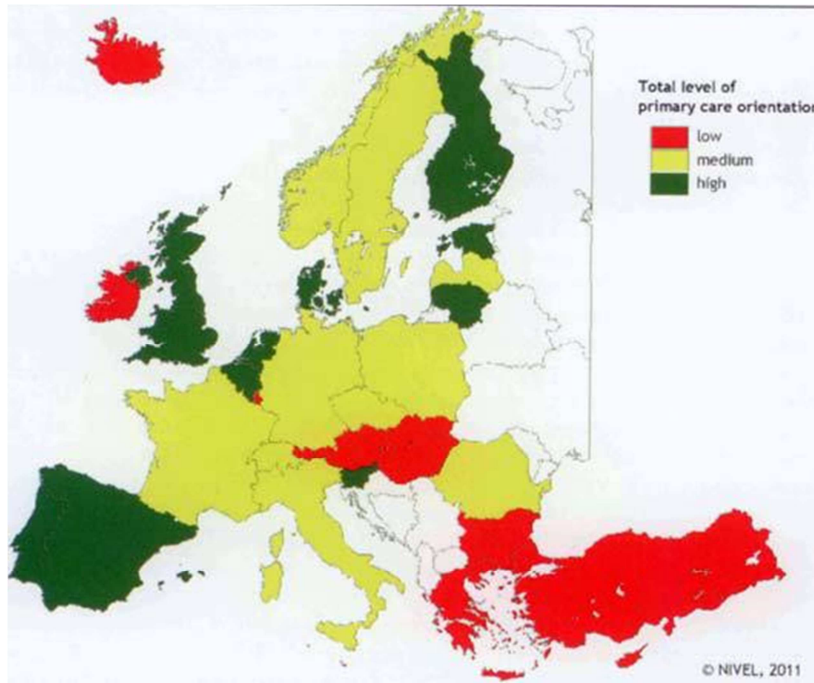 Total level of
primary care orientation
low
medium
high
© NIVEL, 2011